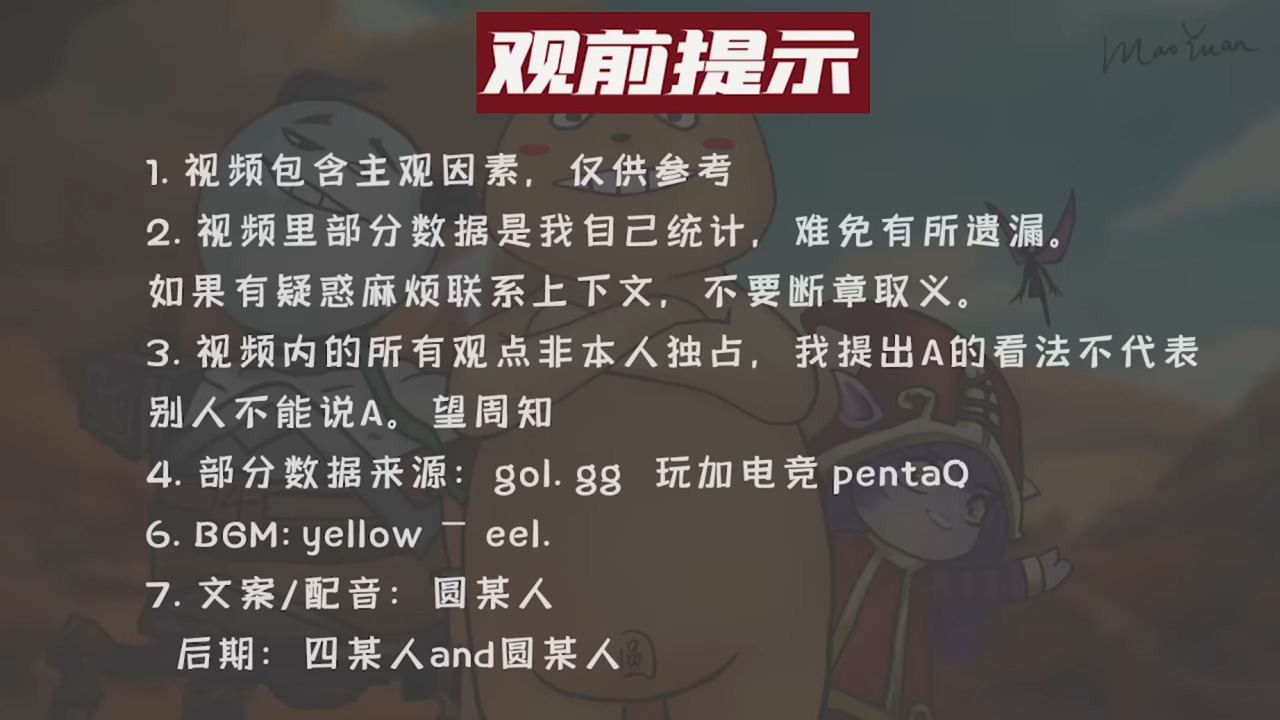 观前提示
MaoYuan
1. 视频包含主观因素，仅供参考
2. 视频里部分数据是我自己统计，难免有所遗漏。
如果有疑惑麻烦联系上下文，不要断章取义。
3. 视频内的所有观点非本人独占，我提出A的看法不代表
别人不能说A。望周知
4. 部分数据来源： gol. gg 玩加电竞 pentaQ
6. BGM: yellow ¯ eel.
7. 文案/配音： 圆某人
后期： 四某人and圆某人
圆